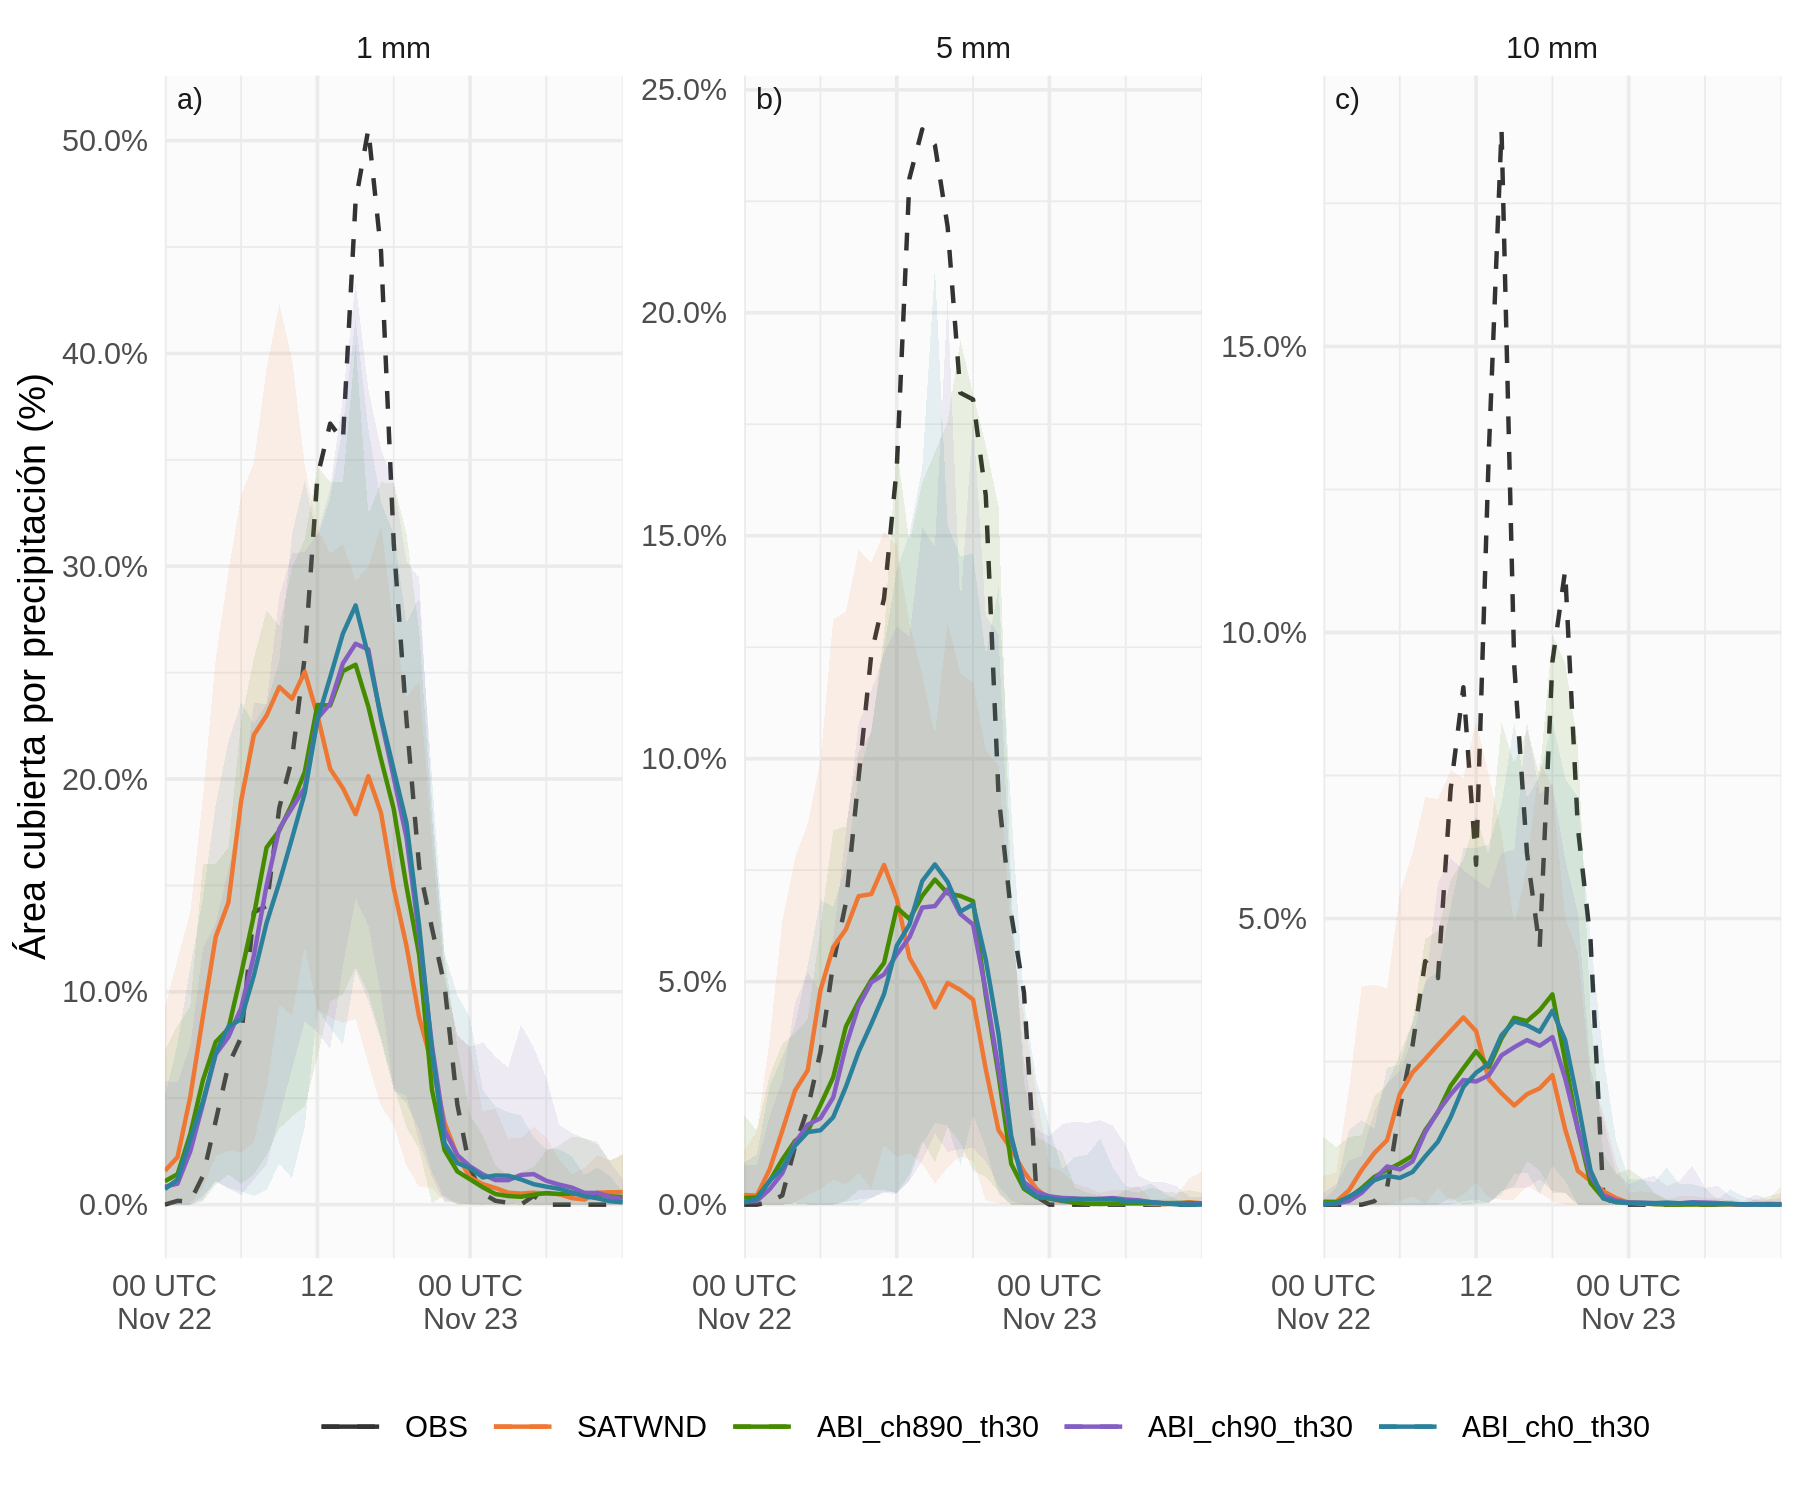 1 mm
5 mm
10 mm
a)
b)
c)
Área cubierta por precipitación (%)
50.0%
40.0%
30.0%
20.0%
10.0%
0.0%
25.0%
20.0%
15.0%
10.0%
5.0%
0.0%
15.0%
10.0%
5.0%
0.0%
00 UTC
Nov 22
12
00 UTC
Nov 23
00 UTC
Nov 22
12
00 UTC
Nov 23
00 UTC
Nov 22
12
00 UTC
Nov 23
OBS SATWND ABI_ch890_th30 ABI_ch90_th30 ABI_ch0_th30